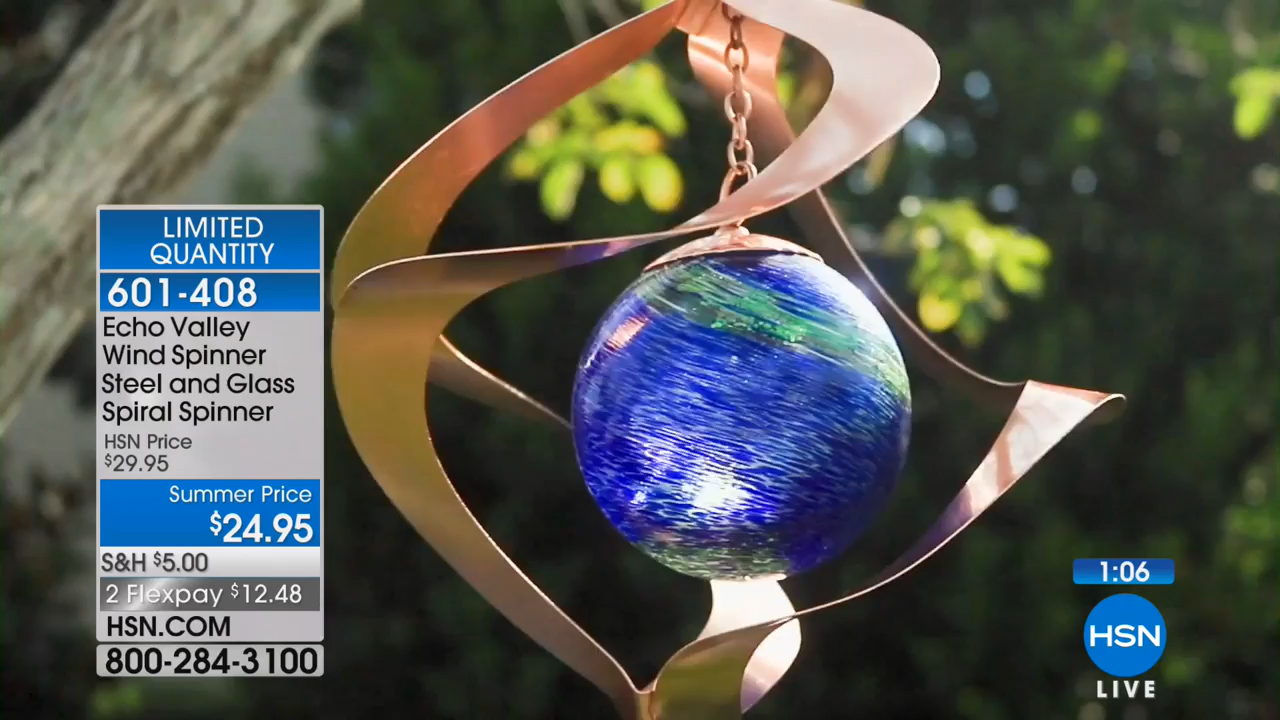 LIMITED
QUANTITY
601-408
Echo Valley
Wind Spinner
Steel and Glass
Spiral Spinner
HSN Price
$29.95
Summer Price
$24.95
S&H $5.00
2 Flexpay $12.48
HSN.COM
800-284-3100
1:06
HSN
LIVE